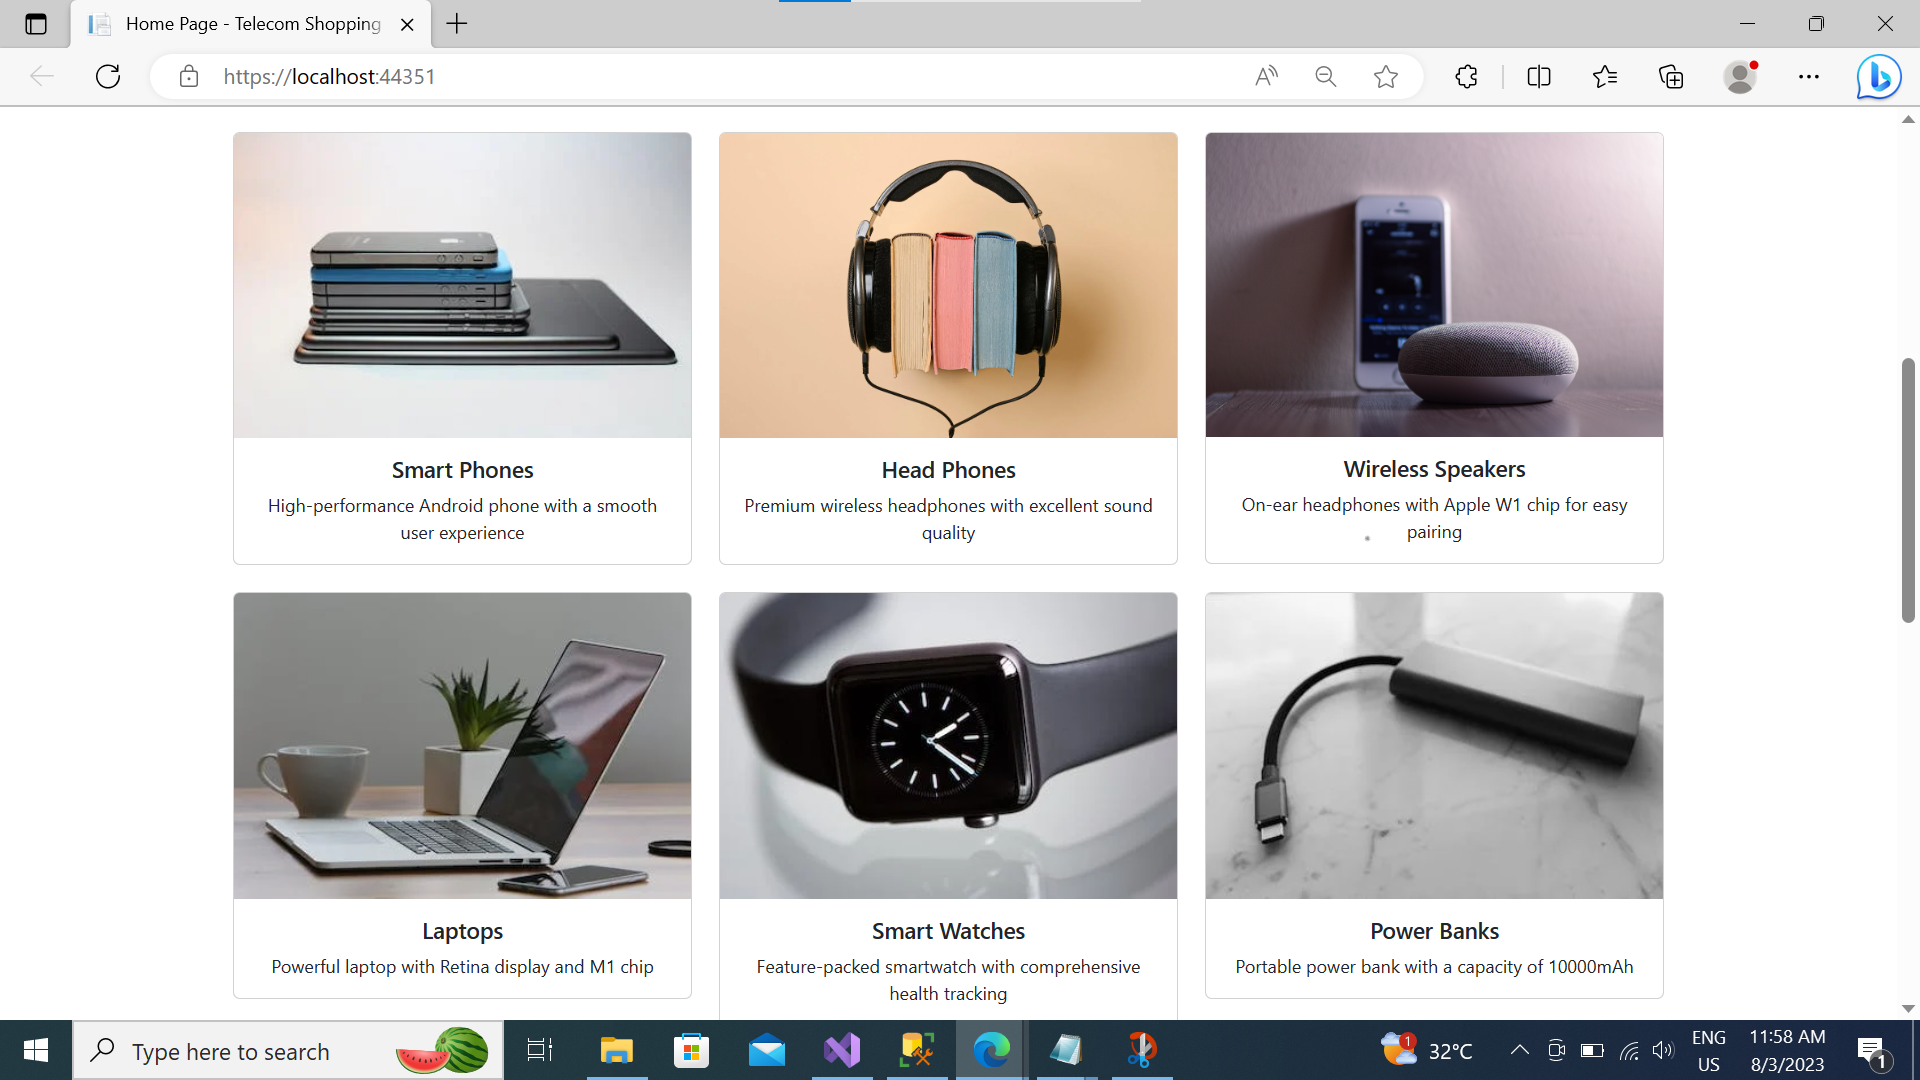 Home Page - Telecom Shopping
https://localhost:44351
Smart Phones
High-performance Android phone with a smooth
user experience
Head Phones
Premium wireless headphones with excellent sound
quality
Wireless Speakers
On-ear headphones with Apple W1 chip for easy
pairing
Laptops
Powerful laptop with Retina display and M1 chip
Smart Watches
Feature-packed smartwatch with comprehensive
health tracking
Power Banks
Portable power bank with a capacity of 10000mAh
Type here to search
1
32°C
ENG
US
11:58 AM
8/3/2023
1